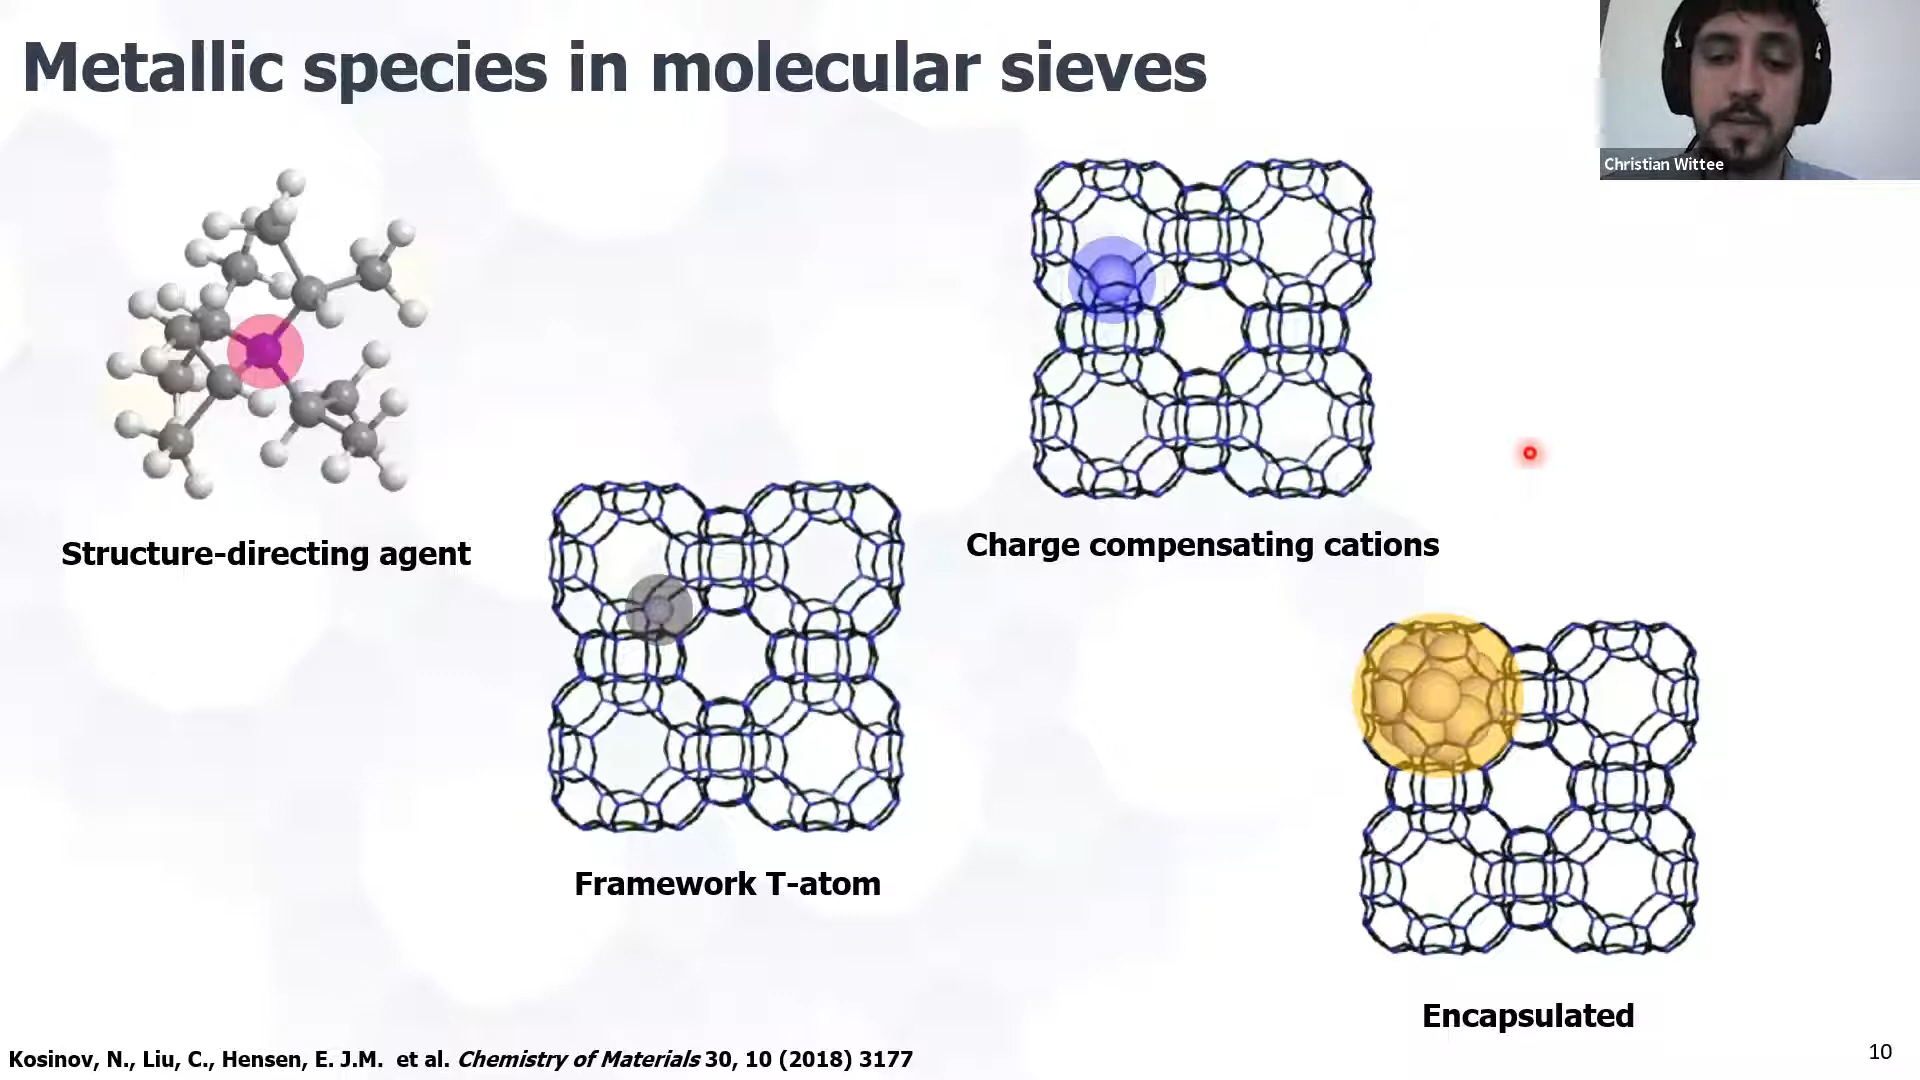 Metallic species in molecular sieves
Christian Wittee
Structure-directing agent
Charge compensating cations
Framework T-atom
Encapsulated
Kosinov, N., Liu, C., Hensen, E. J.M.  et al. Chemistry of Materials 30, 10 (2018) 3177
10